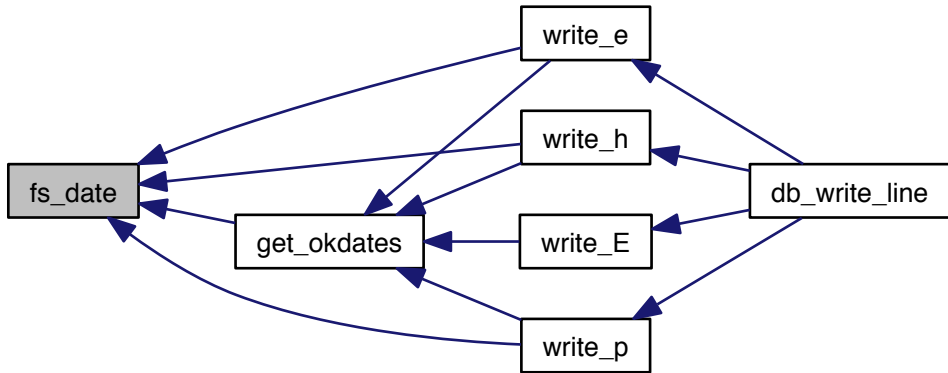 write_e
write_h
fs_date
db_write_line
get_okdates
write_E
write_p